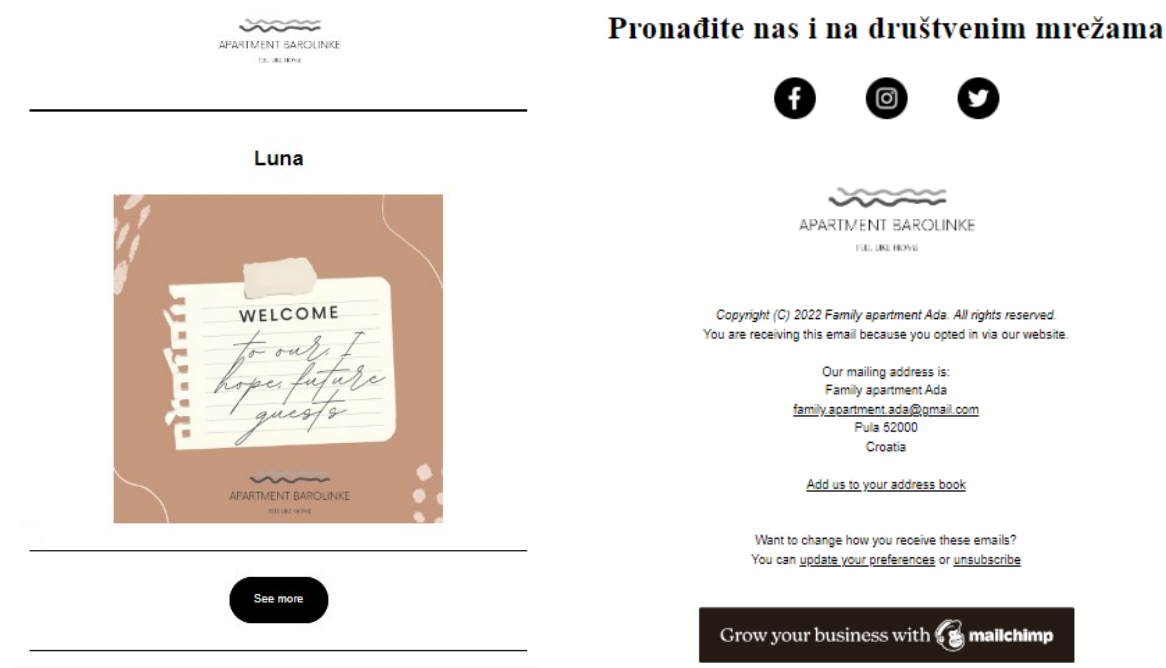 APARTMENT BAROLINKE
FEEL LIKE HOME
Luna
WELCOME
to our, I
hope, future
guests
APARTMENT BAROLINKE
FEEL LIKE HOME
See more
Pronađite nas i na društvenim mrežama
APARTMENT BAROLINKE
FEEL LIKE HOME
Copyright (C) 2022 Family apartment Ada. All rights reserved.
You are receiving this email because you opted in via our website.
Our mailing address is:
Family apartment Ada
family.apartment.ada@gmail.com
Pula 52000
Croatia
Add us to your address book
Want to change how you receive these emails?
You can update your preferences or unsubscribe
Grow your business with mailchimp